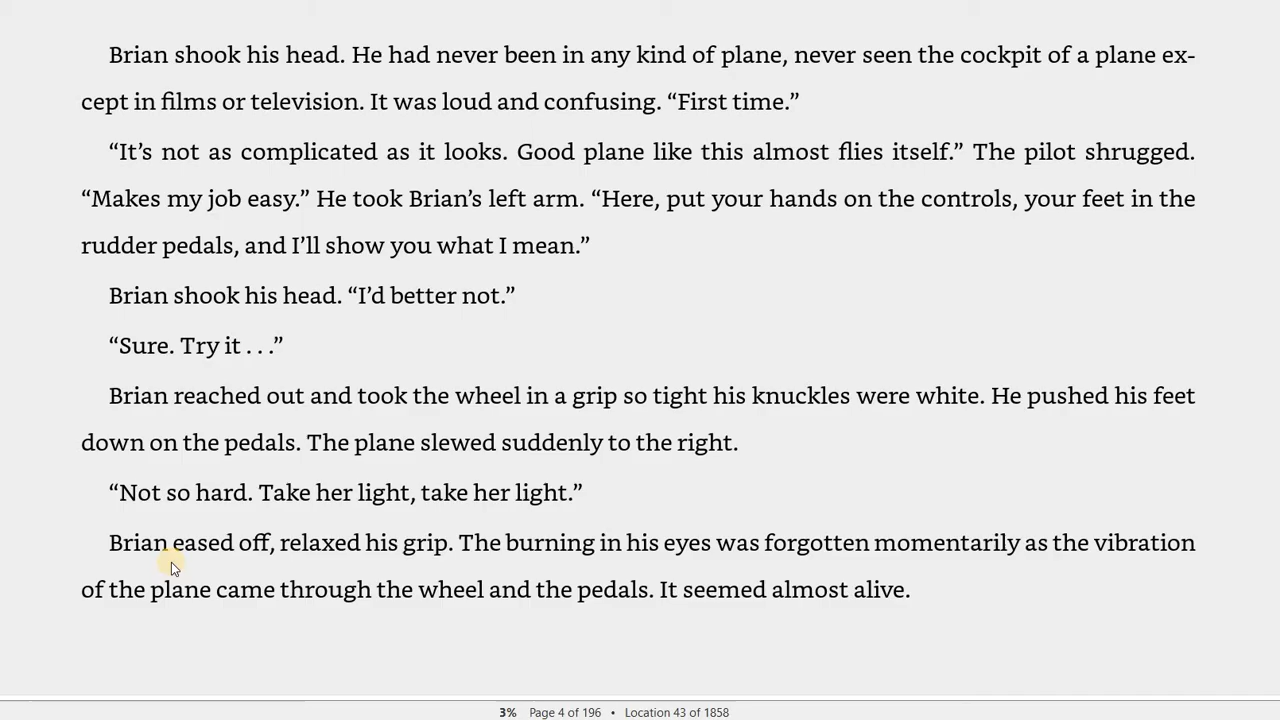 Brian shook his head. He had never been in any kind of plane, never seen the cockpit of a plane ex-
cept in films or television. It was loud and confusing. “First time.”
“It’s not as complicated as it looks. Good plane like this almost flies itself.” The pilot shrugged.
“Makes my job easy.” He took Brian’s left arm. “Here, put your hands on the controls, your feet in the
rudder pedals, and I’ll show you what I mean.”
Brian shook his head. “I’d better not.”
“Sure. Try it . . .”
Brian reached out and took the wheel in a grip so tight his knuckles were white. He pushed his feet
down on the pedals. The plane slewed suddenly to the right.
“Not so hard. Take her light, take her light.”
Brian eased off, relaxed his grip. The burning in his eyes was forgotten momentarily as the vibration
of the plane came through the wheel and the pedals. It seemed almost alive.
3% Page 4 of 196 • Location 43 of 1858